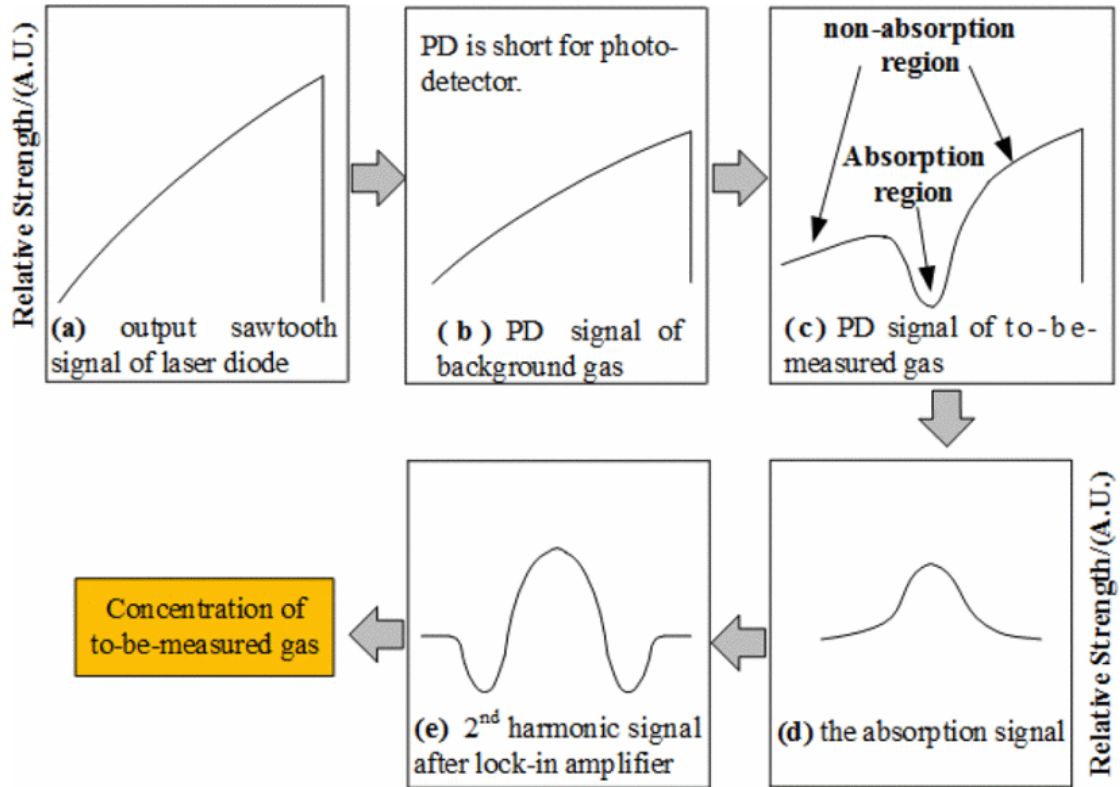 Relative Strength/(A.U.)
(a) output sawtooth
signal of laser diode
PD is short for photo-
detector.
(b) PD signal of
background gas
non-absorption
region
Absorption
region
(c) PD signal of to-be-
measured gas
Concentration of
to-be-measured gas
(e) 2nd harmonic signal
after lock-in amplifier
(d) the absorption signal
Relative Strength/(A.U.)